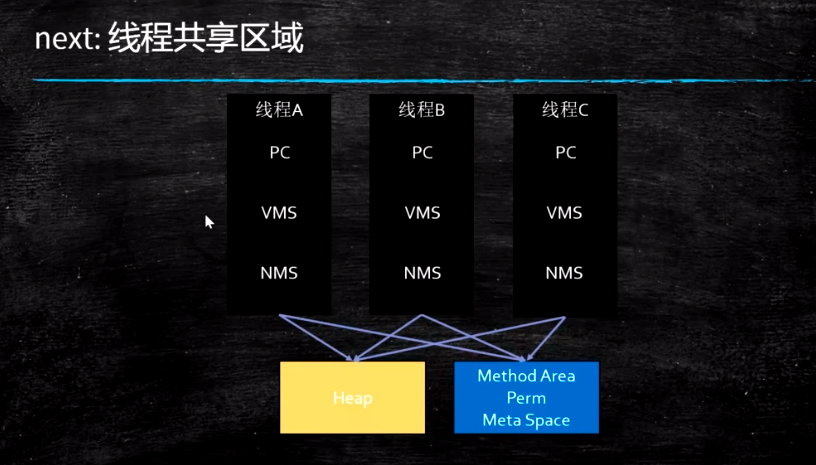 next: 线程共享区域
线程A
线程B
线程C
PC
PC
PC
VMS
VMS
VMS
NMS
NMS
NMS
Heap
Method Area
Perm
Meta Space